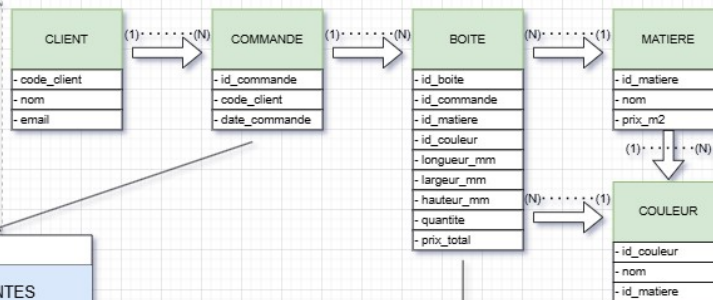 CLIENT
- code_client
- nom
- email
(1) (N)
COMMANDE
- id_commande
- code_client
- date_commande
(1) (N)
BOITE
- id_boite
- id_commande
- id_matiere
- id_couleur
- longueur_mm
- largeur_mm
- hauteur_mm
- quantite
- prix_total
(N) (1)
MATIERE
- id_matiere
- nom
- prix_m2
(1) (N)
(N) (1)
COULEUR
- id_couleur
- nom
- id_matiere
NTES